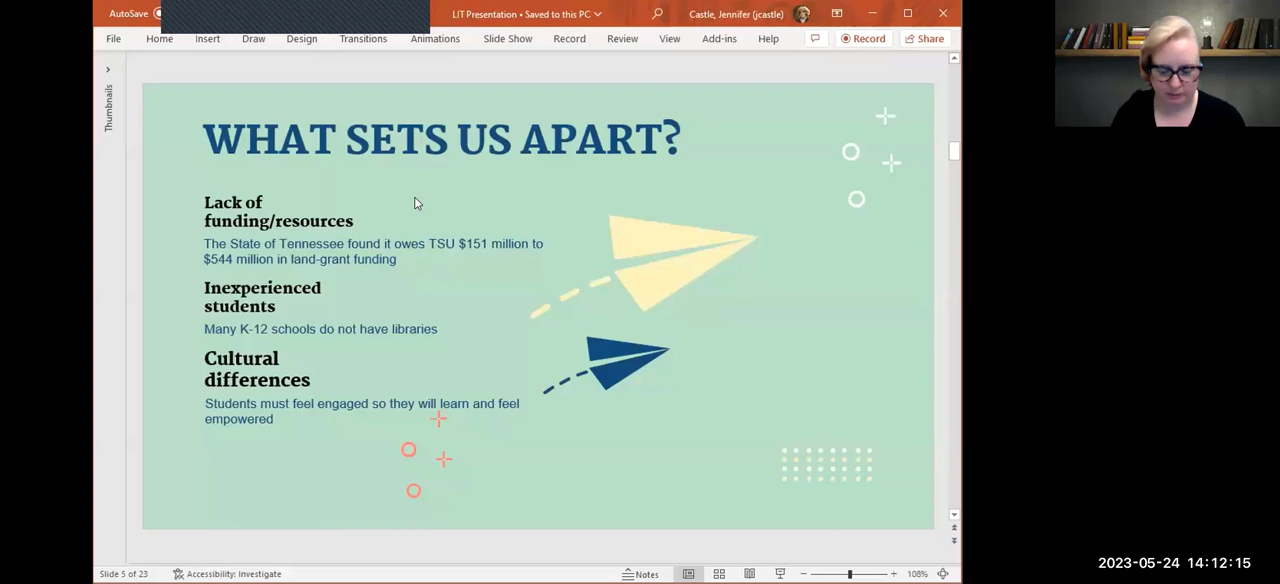 AutoSave
LIT Presentation • Saved to this PC
Castle, Jennifer (jcastle)
File Home Insert Draw Design Transitions Animations Slide Show Record Review View Add-ins Help Record Share
Thumbnails
WHAT SETS US APART?
Lack of
funding/resources
The State of Tennessee found it owes TSU $151 million to
$544 million in land-grant funding
Inexperienced
students
Many K-12 schools do not have libraries
Cultural
differences
Students must feel engaged so they will learn and feel
empowered
Slide 5 of 23 Accessibility: Investigate Notes 108%
2023-05-24 14:12:15